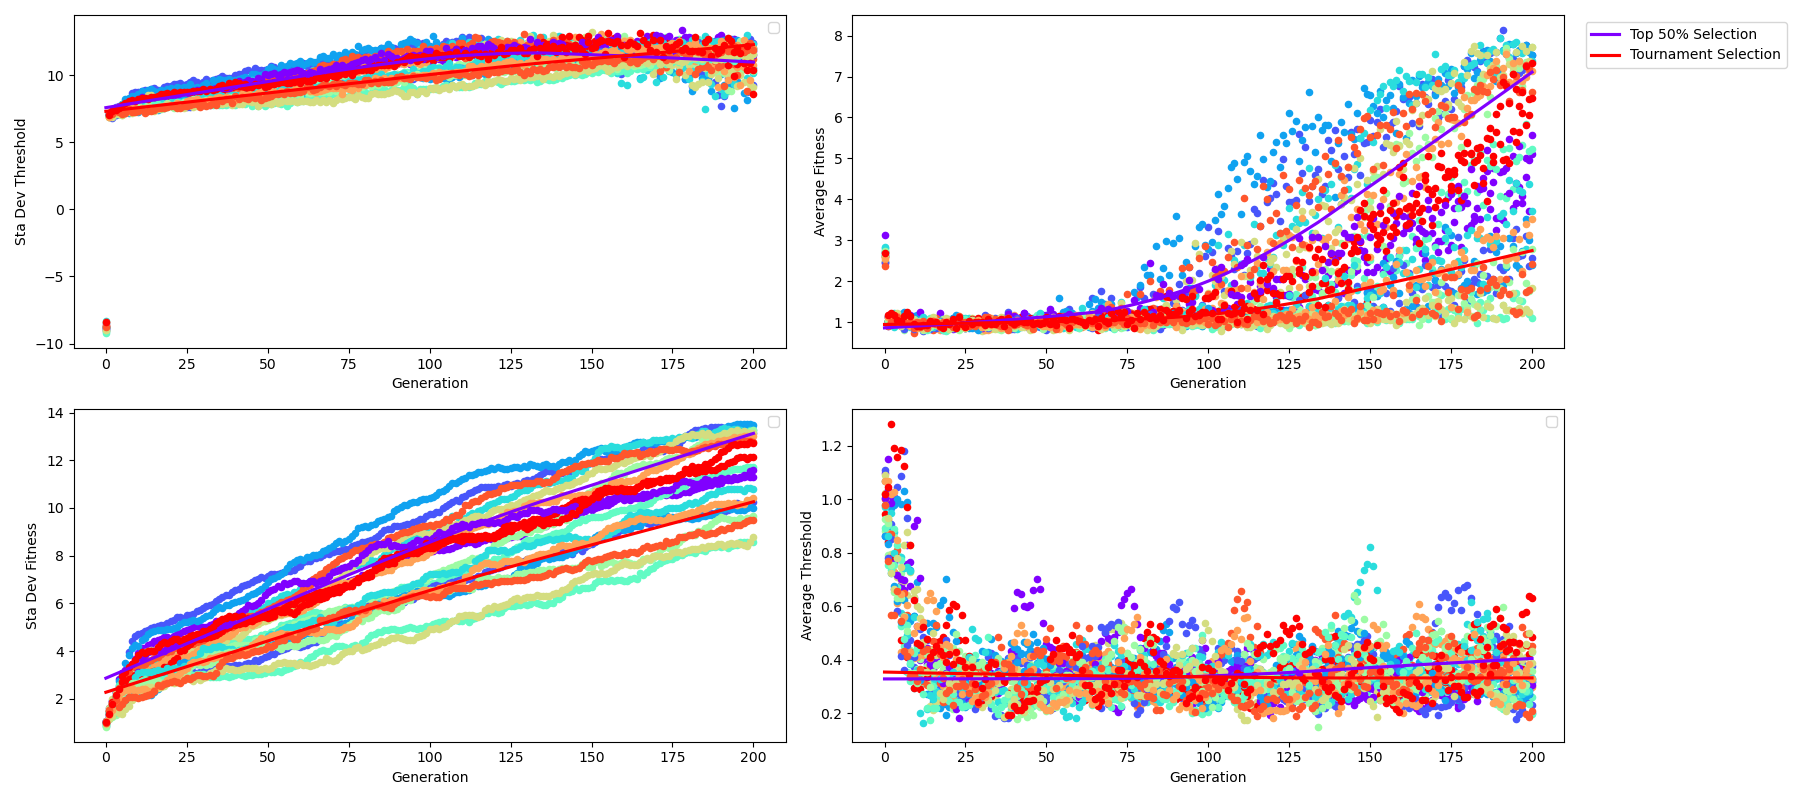 Sta Dev Threshold
10
5
0
−5
−10
0 25 50 75 100 125 150 175 200
Generation
Average Fitness
8
7
6
5
4
3
2
1
0 25 50 75 100 125 150 175 200
Generation
Top 50% Selection
Tournament Selection
Sta Dev Fitness
14
12
10
8
6
4
2
0 25 50 75 100 125 150 175 200
Generation
Average Threshold
1.2
1.0
0.8
0.6
0.4
0.2
0 25 50 75 100 125 150 175 200
Generation